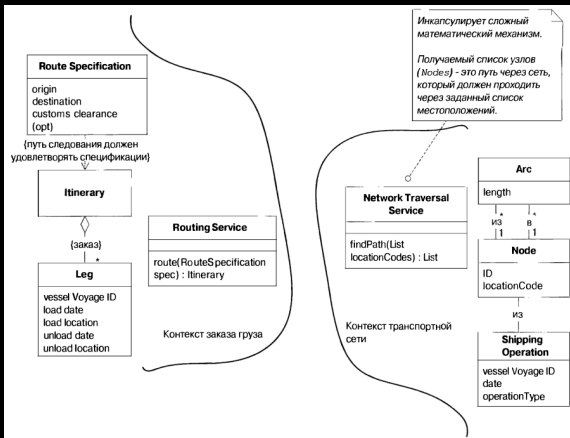 Route Specification
origin
destination
customs clearance
(opt)
{путь следования должен
удовлетворять спецификации}
Itinerary
{заказ}
*
Leg
vessel Voyage ID
load date
load location
unload date
unload location
Routing Service
route(RouteSpecification
spec) : Itinerary
Контекст заказа груза
Инкапсулирует сложный
математический механизм.
Получаемый список узлов
(Nodes) - это путь через сеть,
который должен проходить
через заданный список
местоположений.
Network Traversal
Service
findPath(List
locationCodes) : List
Контекст транспортной
сети
Arc
length
* *
из в
1 1
Node
ID
locationCode
из
Shipping
Operation
vessel Voyage ID
date
operationType